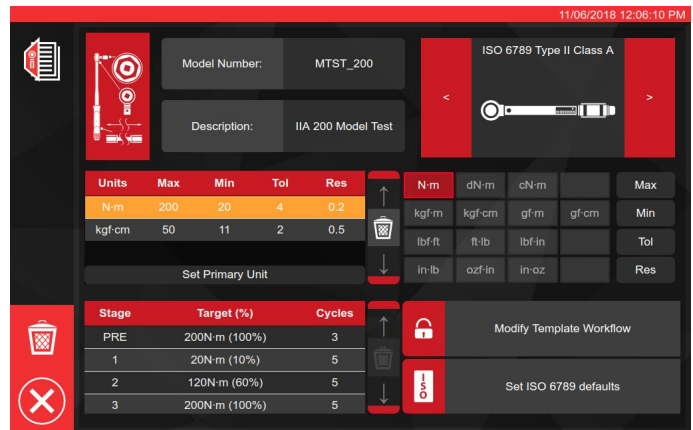 11/06/2018 12:06:10 PM
Model Number: MTST_200
Description: IIA 200 Model Test
ISO 6789 Type II Class A
< >
Units Max Min Tol Res
N·m 200 20 4 0.2
kgf·cm 50 11 2 0.5
Set Primary Unit
N·m dN·m cN·m Max
kgf·m kgf·cm gf·m gf·cm Min
lbf·ft ft·lb lbf·in Tol
in·lb ozf·in in·oz Res
Stage Target (%) Cycles
PRE 200N·m (100%) 3
1 20N·m (10%) 5
2 120N·m (60%) 5
3 200N·m (100%) 5
Modify Template Workflow
ISO Set ISO 6789 defaults